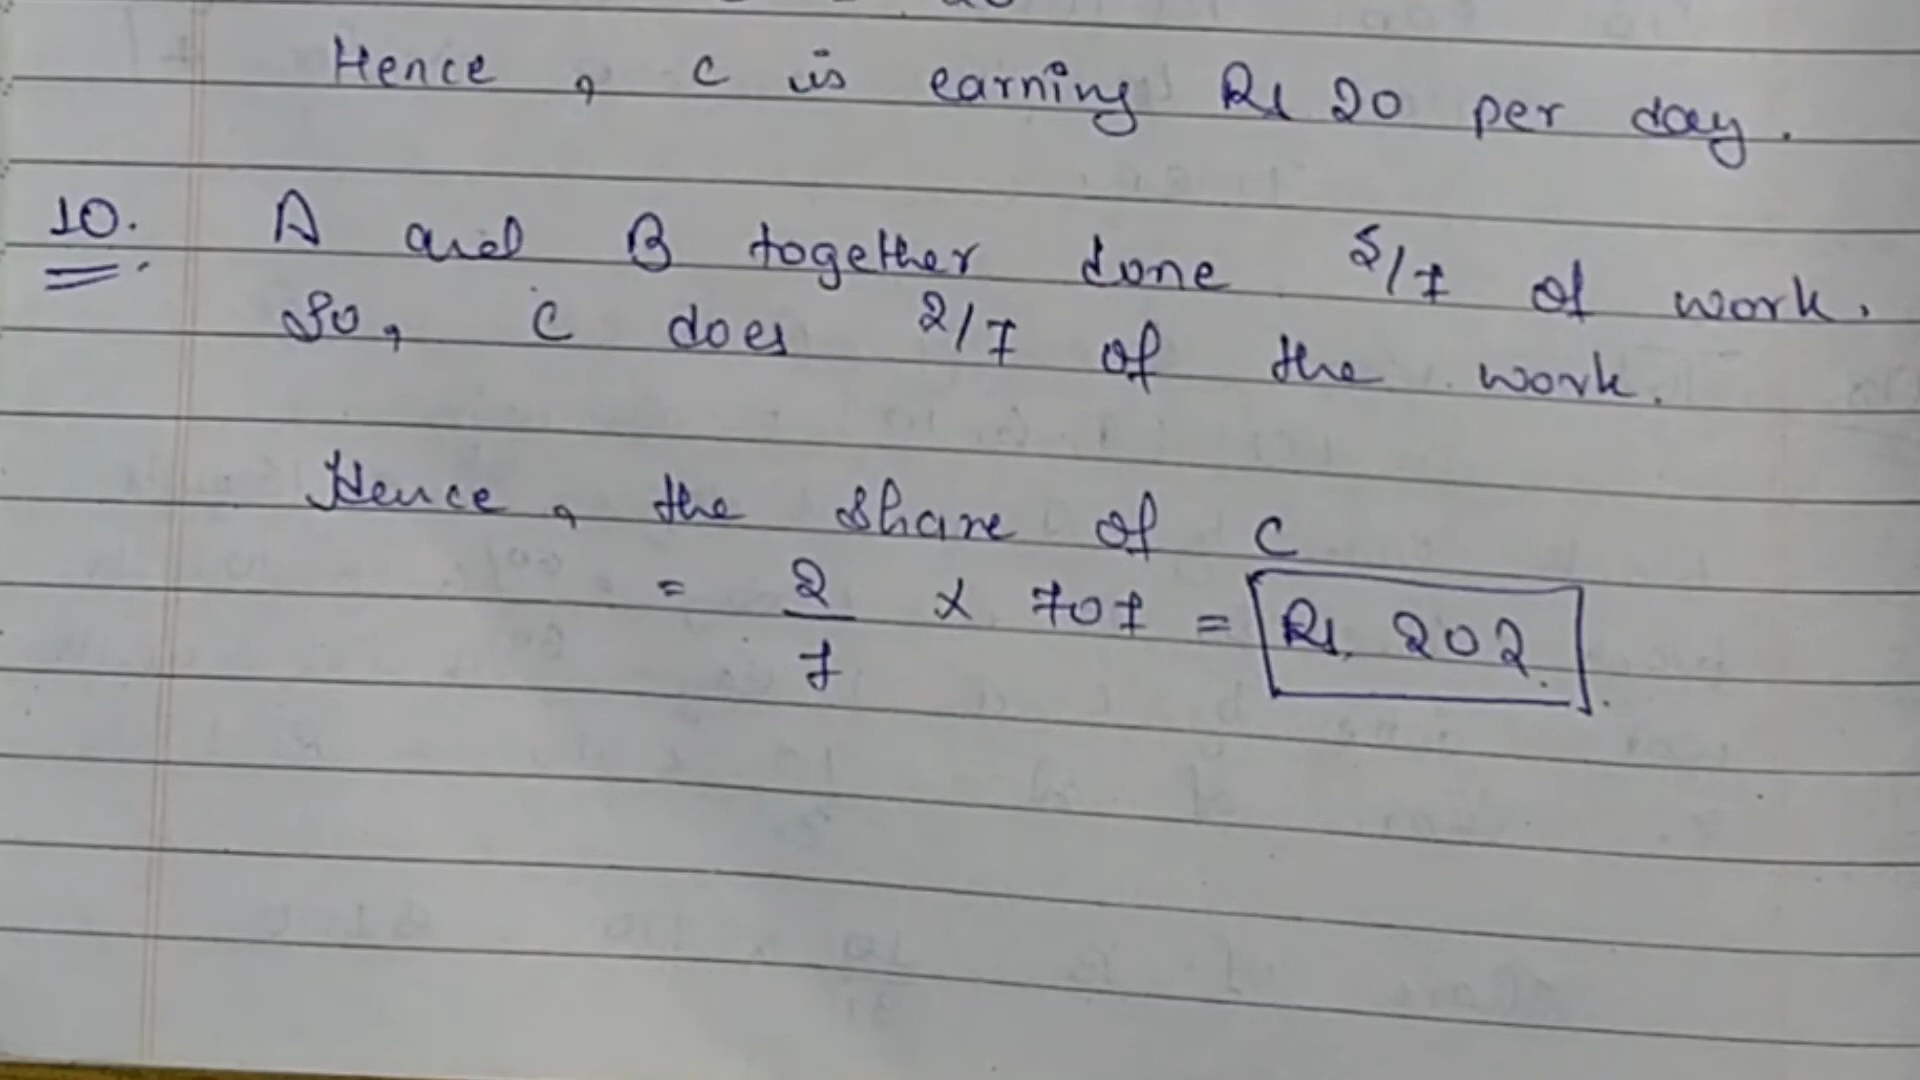 Hence, C is earning Rs 20 per day.
10. A and B together done 5/7 of work.
So, C does 2/7 of the work.
Hence, the share of C
= 2/7 × 707 = Rs. 202.